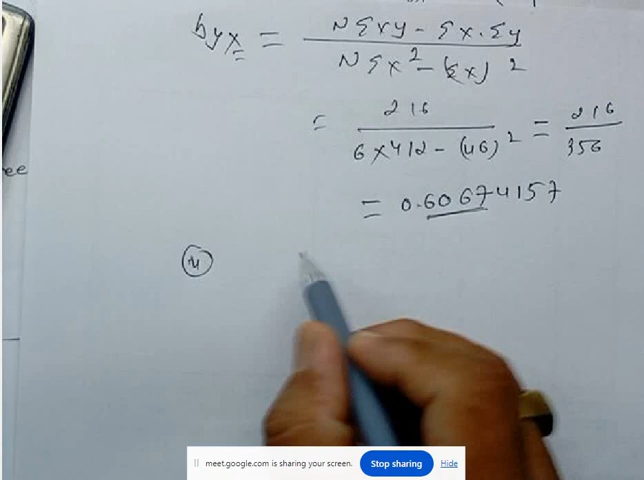 byx = NΣxy - Σx.Σy / NΣx² - (Σx)²
= 216 / 6×412 - (46)² = 216 / 356
= 0.60674157
ee
(4)
meet.google.com is sharing your screen. Stop sharing Hide